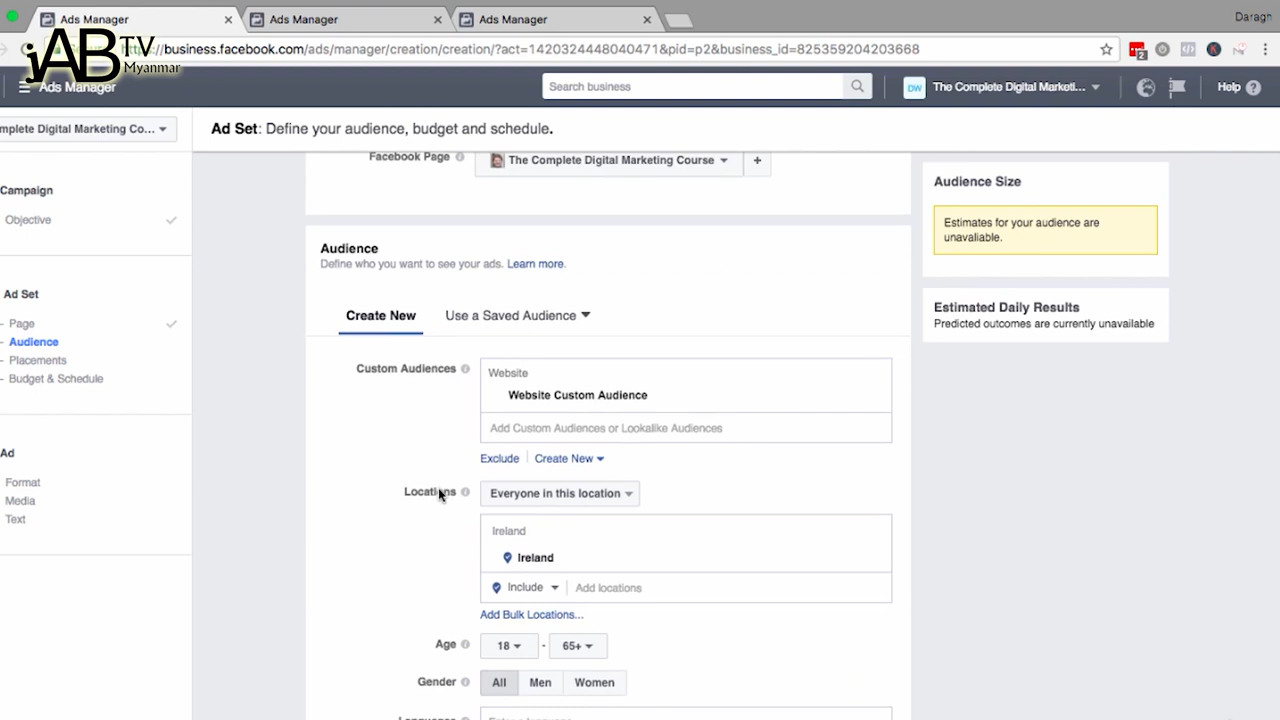 Ads Manager
Ads Manager
Ads Manager
Daragh
https://business.facebook.com/ads/manager/creation/creation/?act=1420324448040471&pid=p2&business_id=825359204203668
jABTV
Myanmar
Ads Manager
Search business
DW
The Complete Digital Marketi...
Help
mplete Digital Marketing Co...
Ad Set: Define your audience, budget and schedule.
Campaign
Objective
Ad Set
Page
Audience
Placements
Budget & Schedule
Ad
Format
Media
Text
Facebook Page
The Complete Digital Marketing Course
+
Audience
Define who you want to see your ads. Learn more.
Create New
Use a Saved Audience
Custom Audiences
Website
Website Custom Audience
Add Custom Audiences or Lookalike Audiences
Exclude
Create New
Locations
Everyone in this location
Ireland
Ireland
Include
Add locations
Add Bulk Locations...
Age
18 - 65+
Gender
All
Men
Women
Audience Size
Estimates for your audience are
unavaliable.
Estimated Daily Results
Predicted outcomes are currently unavailable